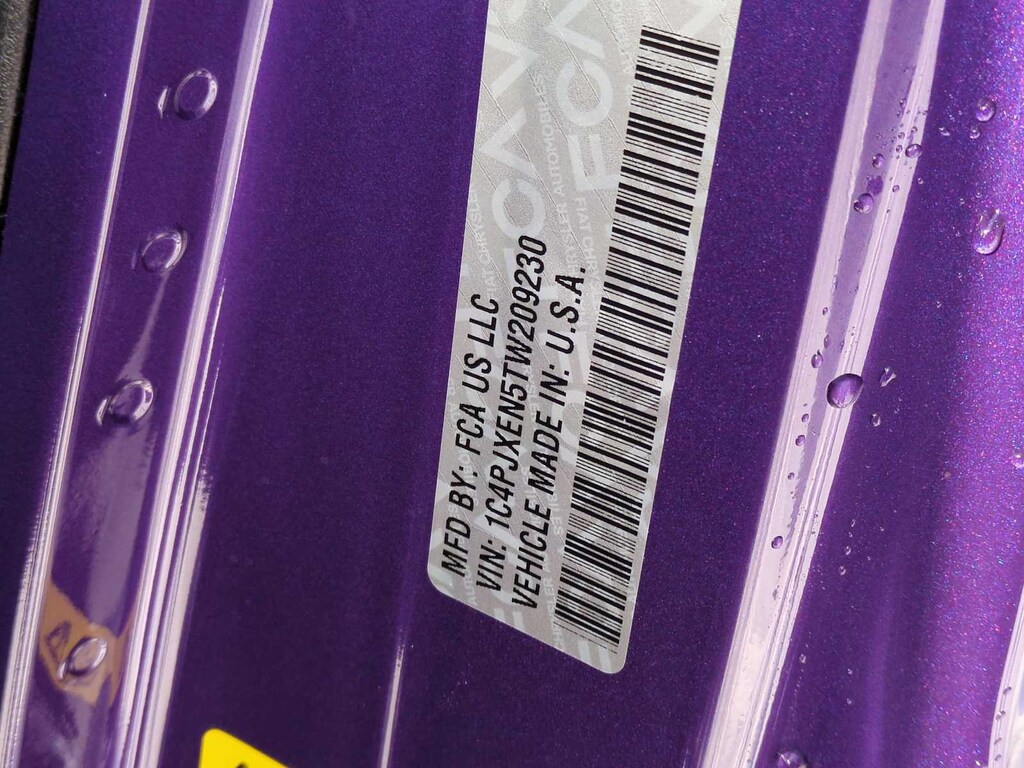 MFD BY: FCA US LLC
VIN: 1C4PJXEN5TW209230
VEHICLE MADE IN: U.S.A.